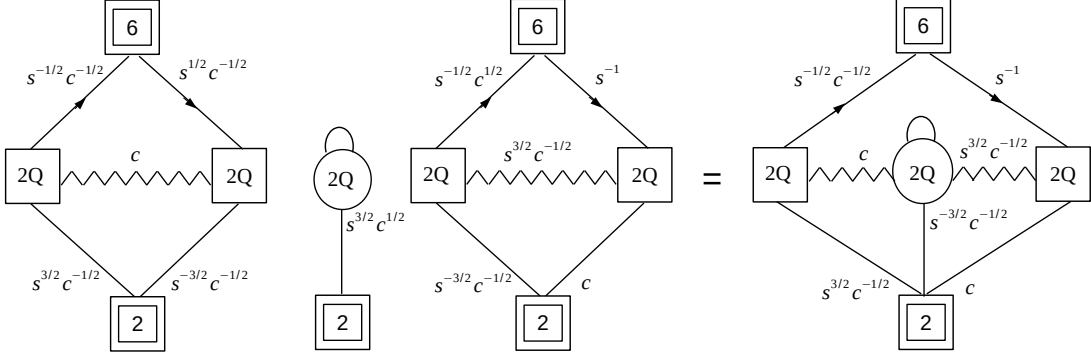 6 6 6
s^{-1/2}c^{-1/2} s^{1/2}c^{-1/2} s^{-1/2}c^{1/2} s^{-1} s^{-1/2}c^{-1/2} s^{-1}
c s^{3/2}c^{-1/2} c s^{3/2}c^{-1/2}
2Q 2Q 2Q 2Q 2Q = 2Q 2Q 2Q
s^{3/2}c^{1/2} s^{-3/2}c^{-1/2}
s^{3/2}c^{-1/2} s^{-3/2}c^{-1/2} s^{-3/2}c^{-1/2} c s^{3/2}c^{-1/2} c
2 2 2 2